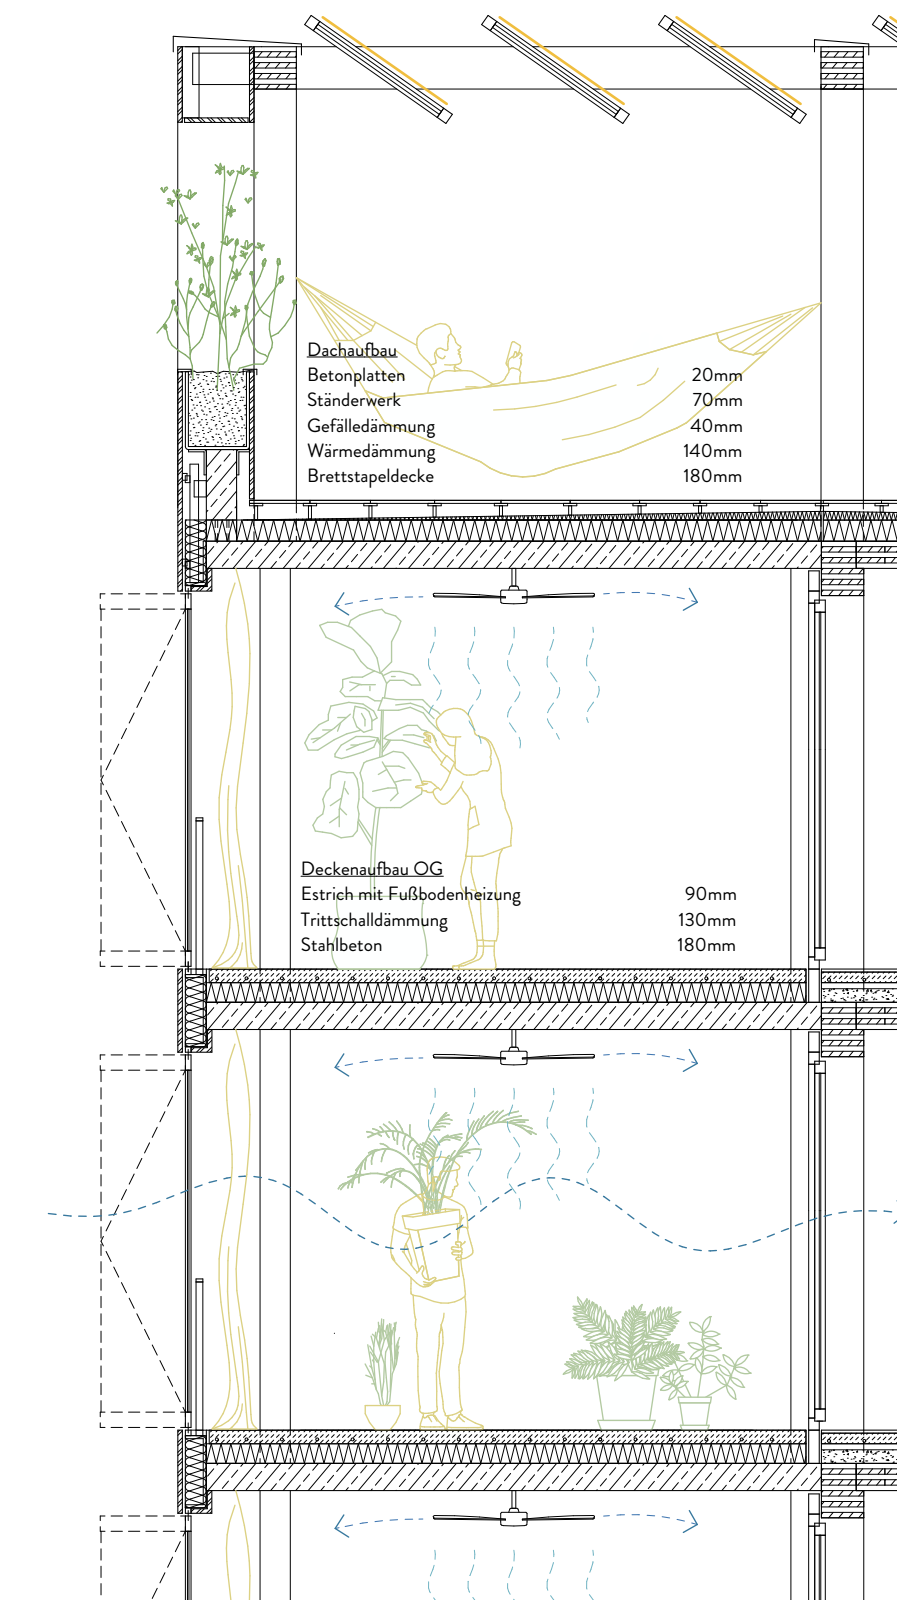 Dachaufbau
Betonplatten 20mm
Ständerwerk 70mm
Gefälledämmung 40mm
Wärmedämmung 140mm
Brettstapeldecke 180mm
Deckenaufbau OG
Estrich mit Fußbodenheizung 90mm
Trittschalldämmung 130mm
Stahlbeton 180mm